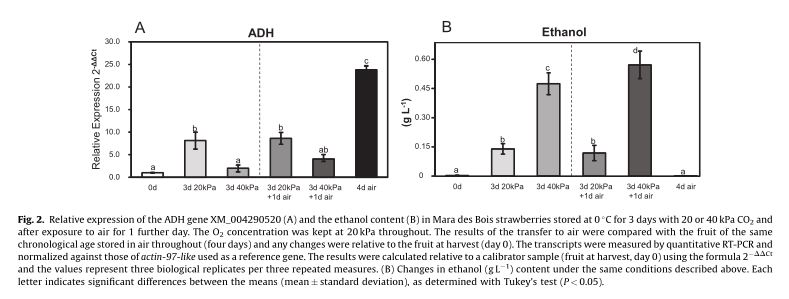 A
ADH
Relative Expression 2-ΔΔCt
30.0
25.0
20.0
15.0
10.0
5.0
0.0
a
b
a
b
ab
c
0d
3d 20kPa
3d 40kPa
3d 20kPa
+1d air
3d 40kPa
+1d air
4d air
B
Ethanol
(g L-1)
0.60
0.45
0.30
0.15
0
a
b
c
b
d
a
0d
3d 20kPa
3d 40kPa
3d 20kPa
+1d air
3d 40kPa
+1d air
4d air
Fig. 2. Relative expression of the ADH gene XM_004290520 (A) and the ethanol content (B) in Mara des Bois strawberries stored at 0 °C for 3 days with 20 or 40 kPa CO2 and
after exposure to air for 1 further day. The O2 concentration was kept at 20 kPa throughout. The results of the transfer to air were compared with the fruit of the same
chronological age stored in air throughout (four days) and any changes were relative to the fruit at harvest (day 0). The transcripts were measured by quantitative RT-PCR and
normalized against those of actin-97-like used as a reference gene. The results were calculated relative to a calibrator sample (fruit at harvest, day 0) using the formula 2−ΔΔCt
and the values represent three biological replicates per three repeated measures. (B) Changes in ethanol (g L−1) content under the same conditions described above. Each
letter indicates significant differences between the means (mean ± standard deviation), as determined with Tukey's test (P < 0.05).